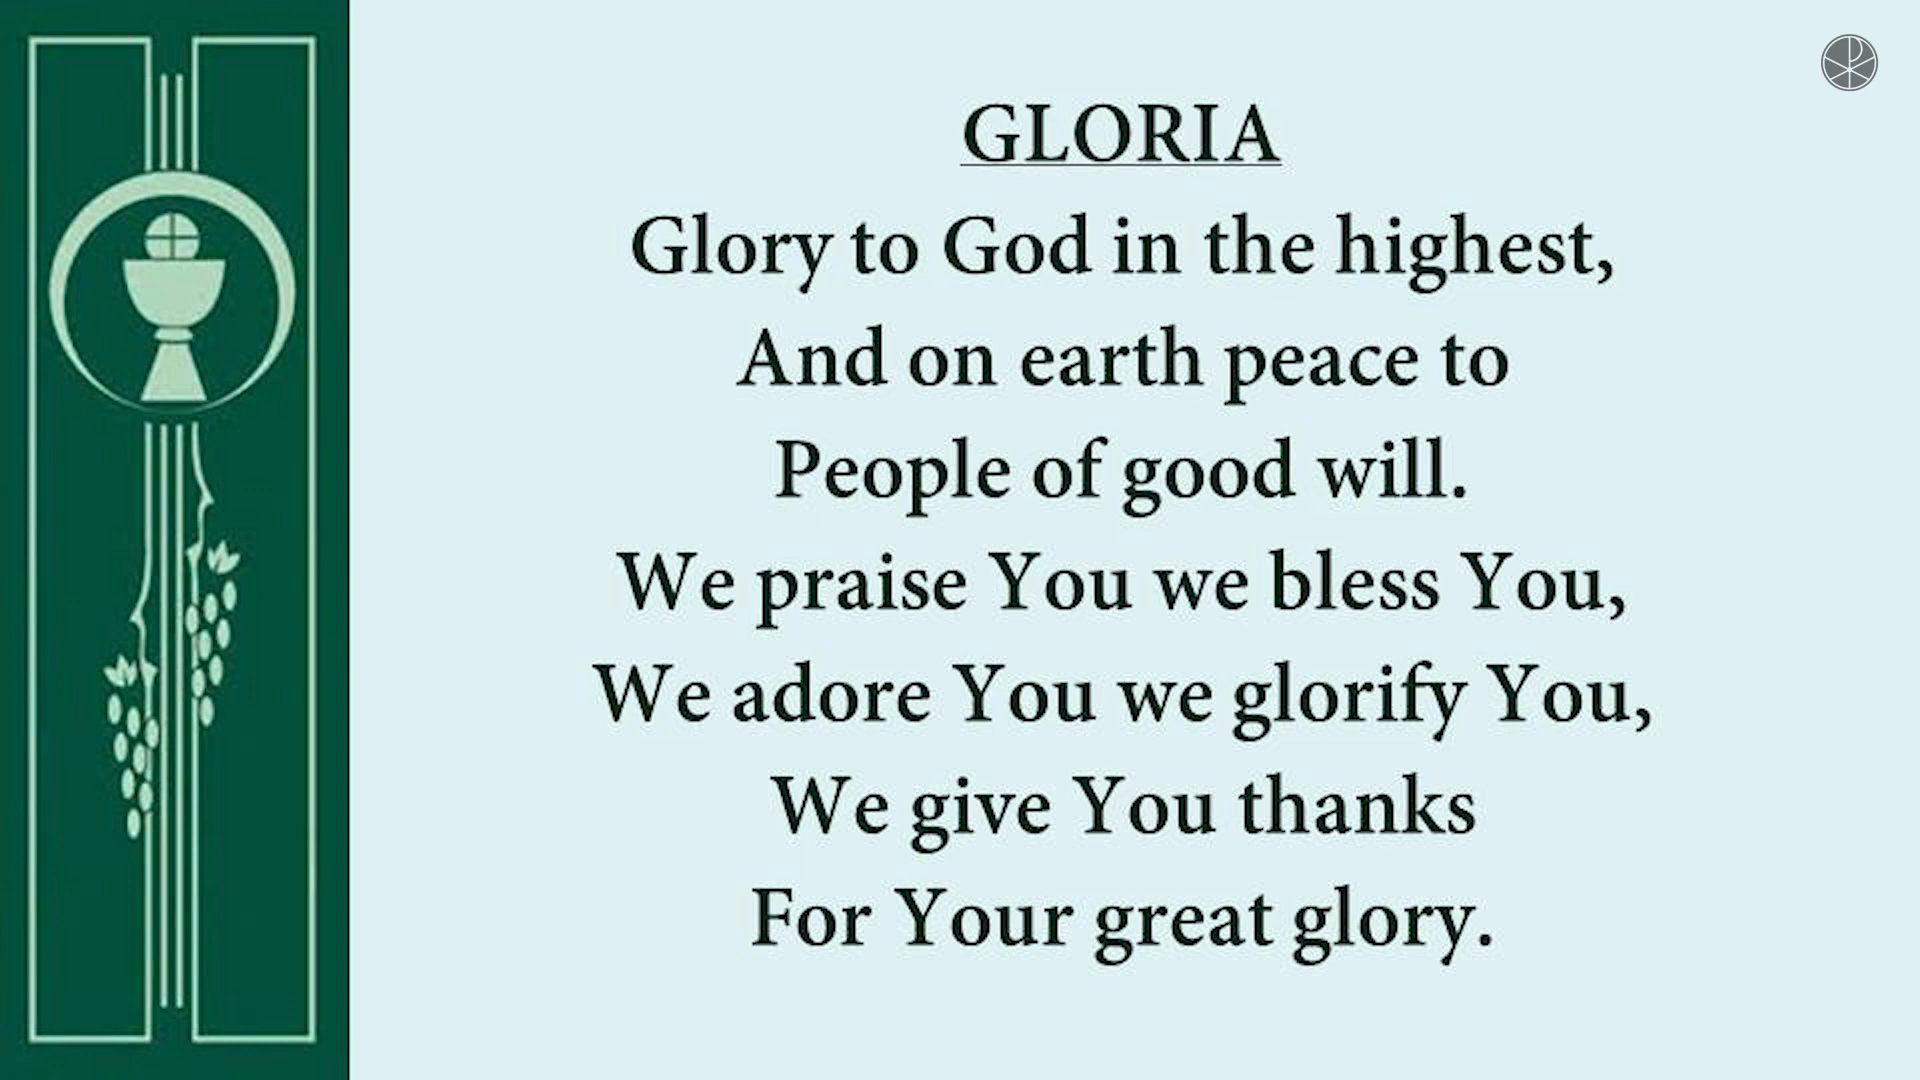 GLORIA
Glory to God in the highest,
And on earth peace to
People of good will.
We praise You we bless You,
We adore You we glorify You,
We give You thanks
For Your great glory.